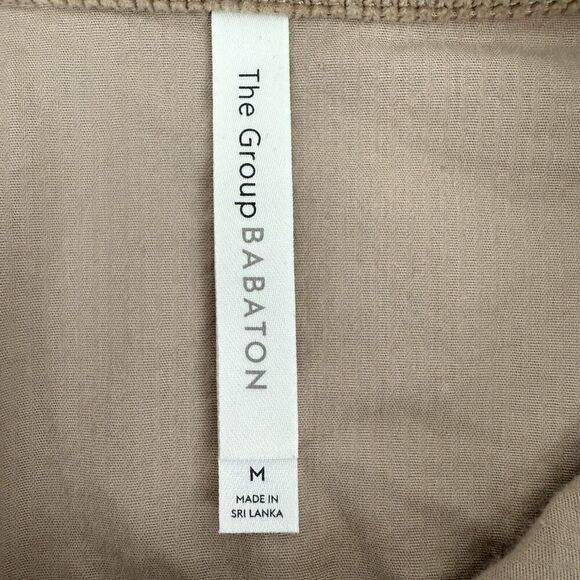 The Group BABATON
M
MADE IN
SRI LANKA